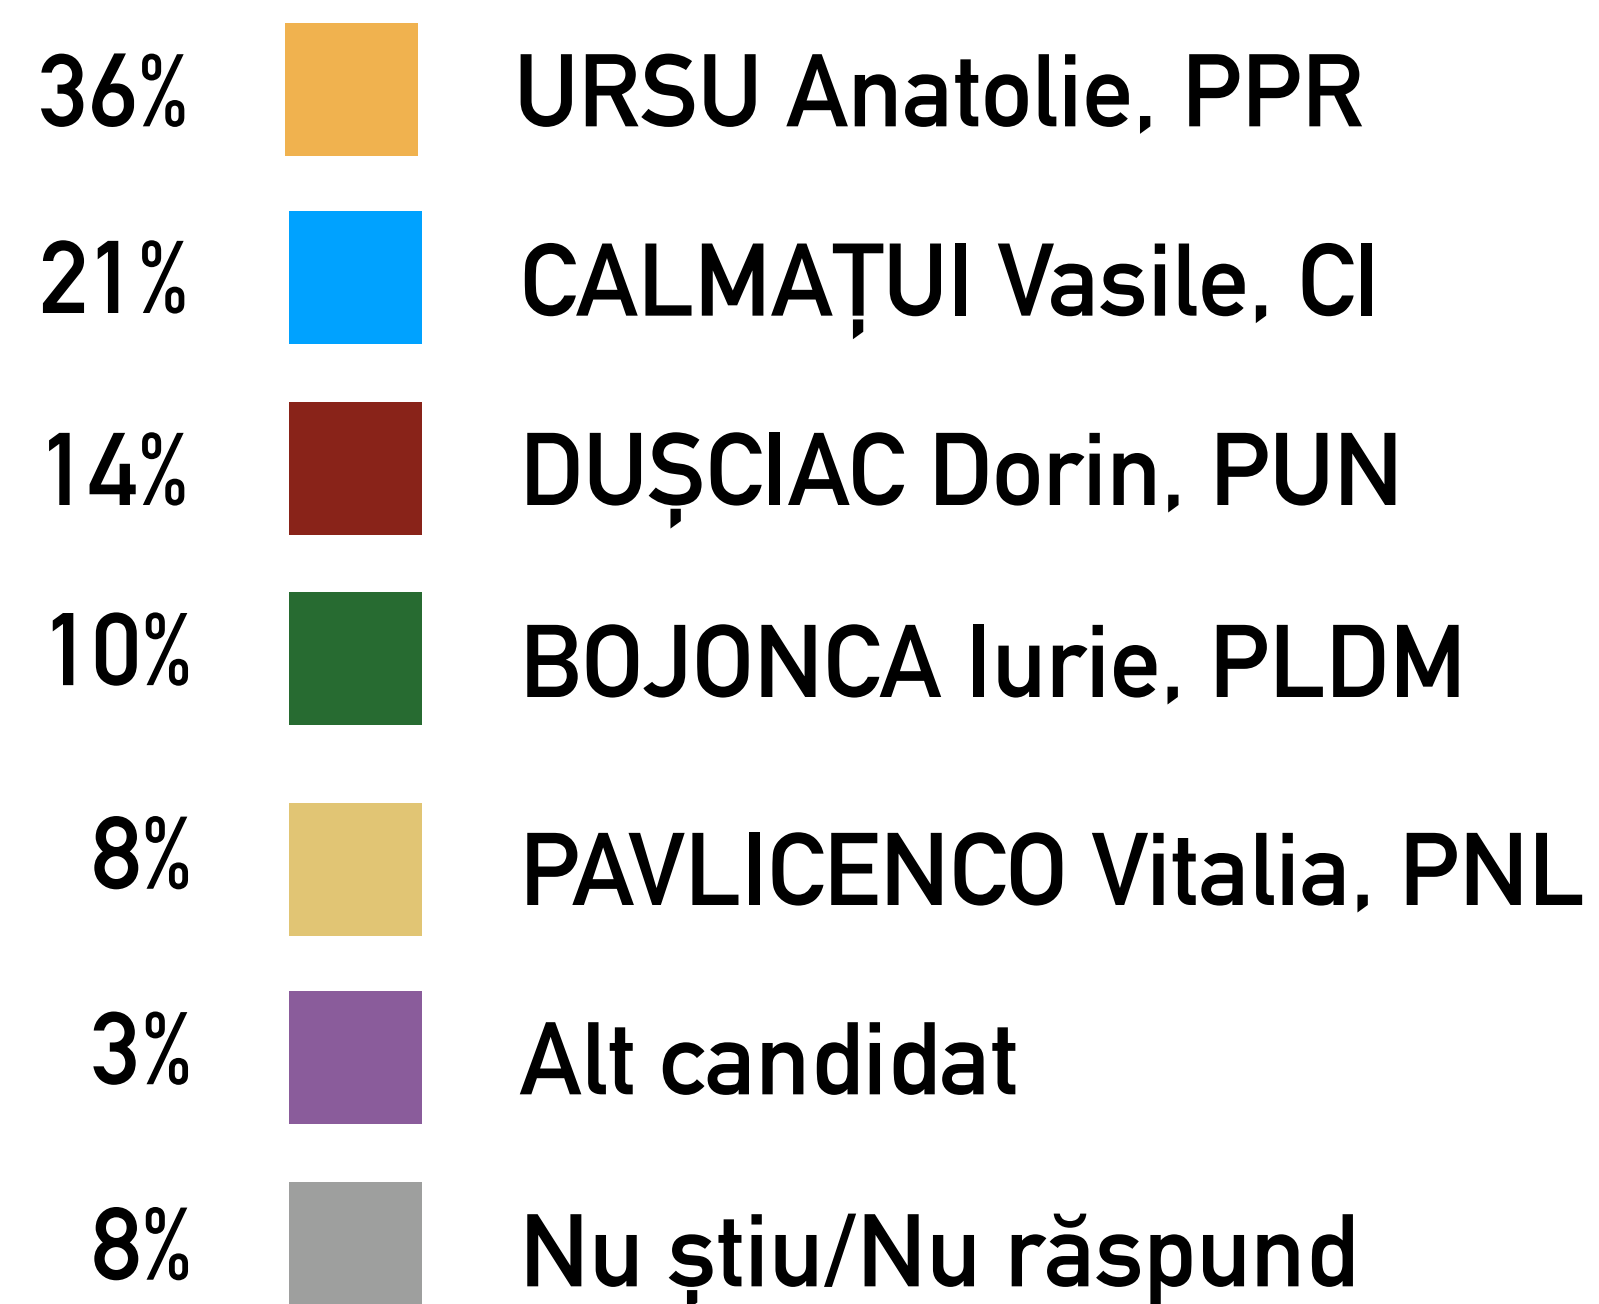 36% URSU Anatolie, PPR
21% CALMAȚUI Vasile, CI
14% DUȘCIAC Dorin, PUN
10% BOJONCA Iurie, PLDM
8% PAVLICENCO Vitalia, PNL
3% Alt candidat
8% Nu știu/Nu răspund